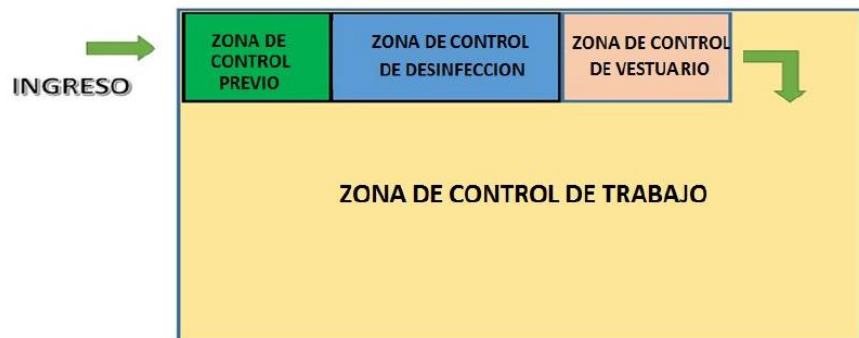 INGRESO
ZONA DE
CONTROL
PREVIO
ZONA DE CONTROL
DE DESINFECCION
ZONA DE CONTROL
DE VESTUARIO
ZONA DE CONTROL DE TRABAJO